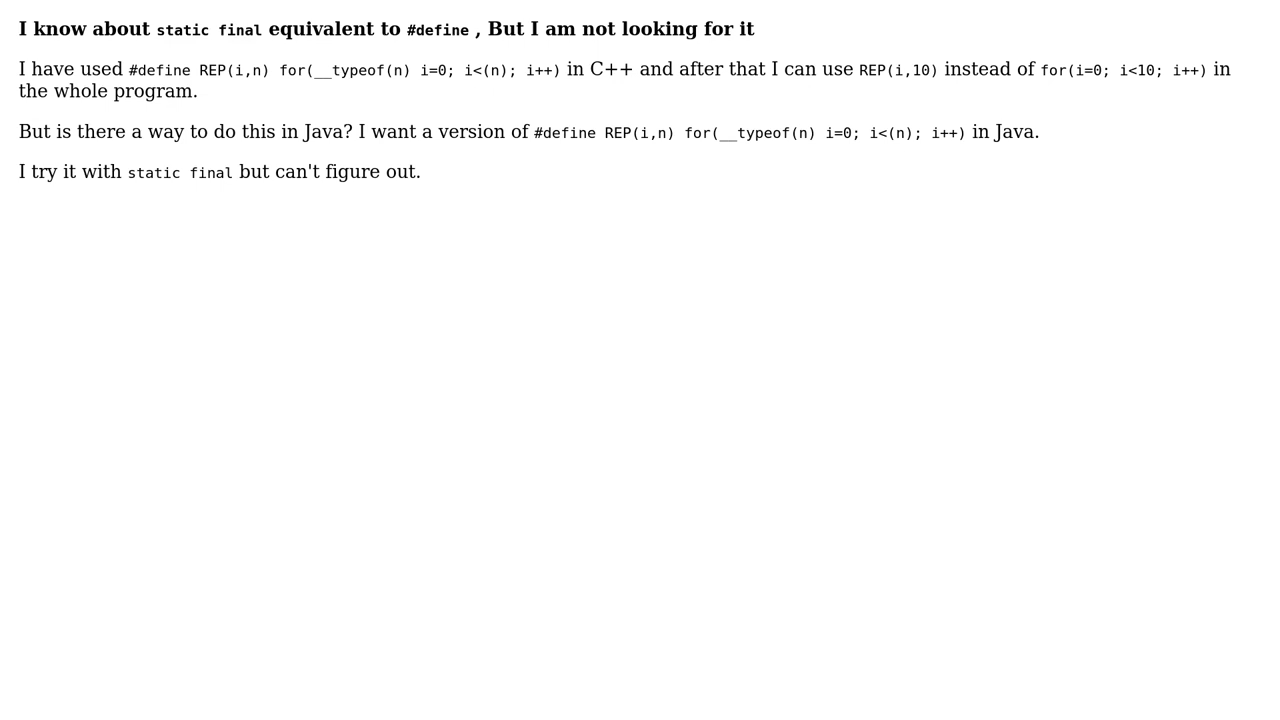 I know about static final equivalent to #define , But I am not looking for it
I have used #define REP(i,n) for(__typeof(n) i=0; i<(n); i++) in C++ and after that I can use REP(i,10) instead of for(i=0; i<10; i++) in
the whole program.
But is there a way to do this in Java? I want a version of #define REP(i,n) for(__typeof(n) i=0; i<(n); i++) in Java.
I try it with static final but can't figure out.